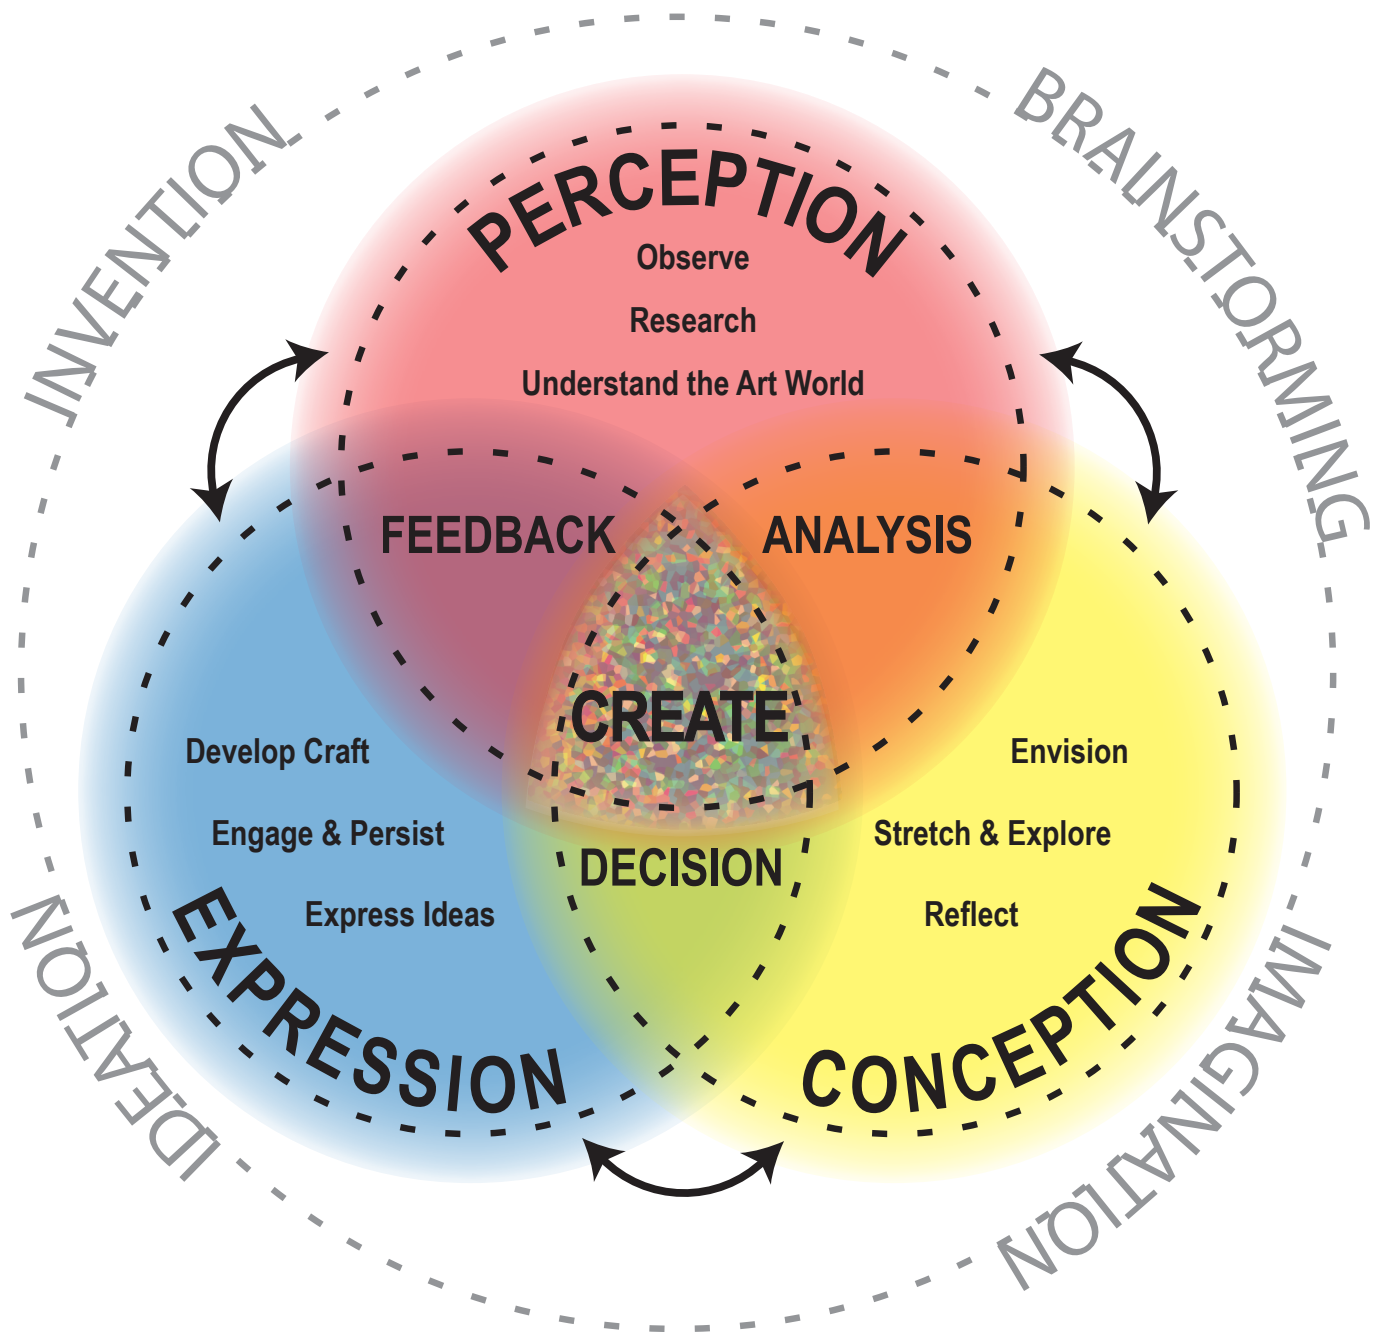 INVENTION
BRAINSTORMING
PERCEPTION
Observe
Research
Understand the Art World
FEEDBACK
ANALYSIS
CREATE
Develop Craft
Engage & Persist
Express Ideas
EXPRESSION
DECISION
Envision
Stretch & Explore
Reflect
CONCEPTION
IDEATION
IMAGINATION